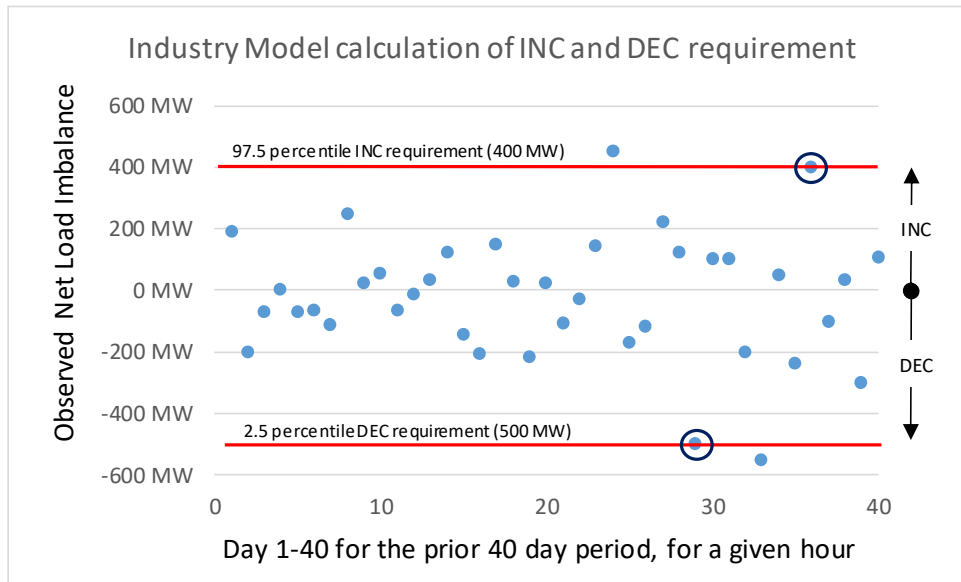 Industry Model calculation of INC and DEC requirement
Observed Net Load Imbalance
600 MW
400 MW
200 MW
0 MW
-200 MW
-400 MW
-600 MW
97.5 percentile INC requirement (400 MW)
2.5 percentile DEC requirement (500 MW)
INC
DEC
0
10
20
30
40
Day 1-40 for the prior 40 day period, for a given hour